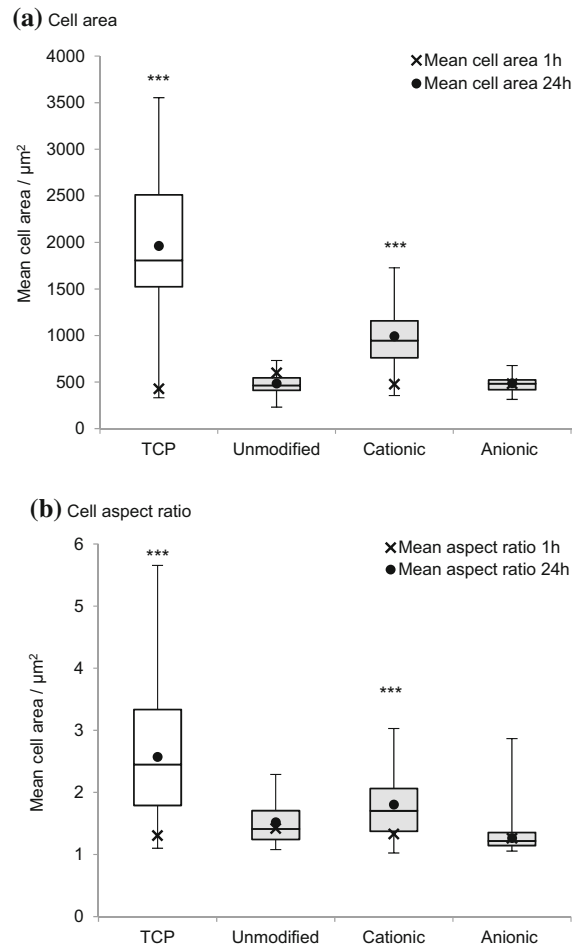 (a) Cell area
4000
3500
3000
2500
2000
1500
1000
500
0
Mean cell area / µm²
***
***
× Mean cell area 1h
● Mean cell area 24h
TCP Unmodified Cationic Anionic
(b) Cell aspect ratio
6
5
4
3
2
1
0
Mean cell area / µm²
***
***
× Mean aspect ratio 1h
● Mean aspect ratio 24h
TCP Unmodified Cationic Anionic